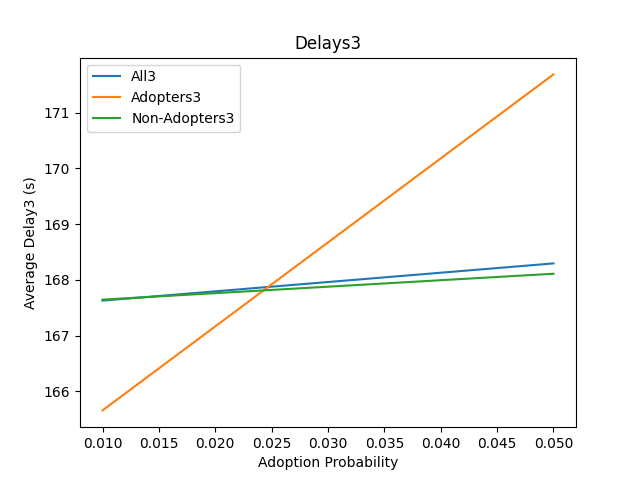 Delays3
All3
Adopters3
Non-Adopters3
Average Delay3 (s)
171
170
169
168
167
166
0.010 0.015 0.020 0.025 0.030 0.035 0.040 0.045 0.050
Adoption Probability